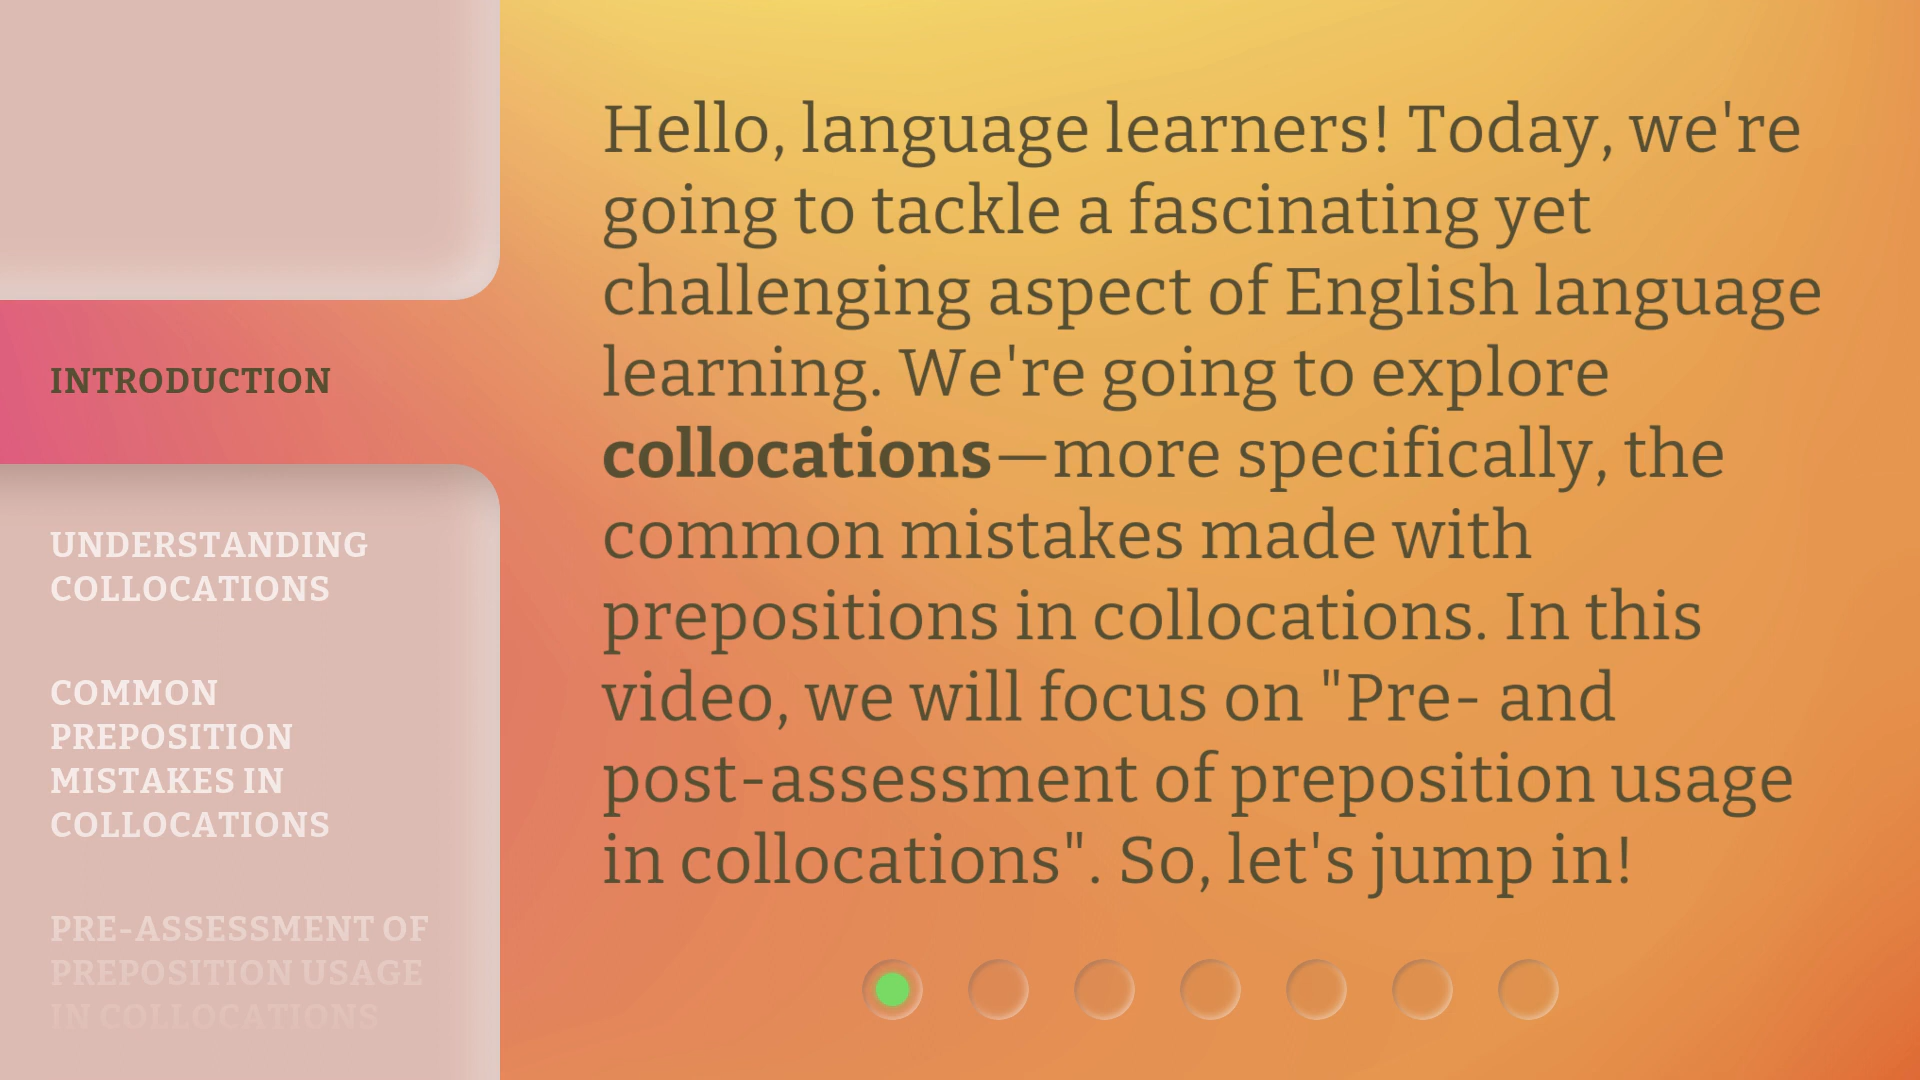 INTRODUCTION
UNDERSTANDING
COLLOCATIONS
COMMON
PREPOSITION
MISTAKES IN
COLLOCATIONS
PRE-ASSESSMENT OF
PREPOSITION USAGE
IN COLLOCATIONS
Hello, language learners! Today, we're
going to tackle a fascinating yet
challenging aspect of English language
learning. We're going to explore
collocations—more specifically, the
common mistakes made with
prepositions in collocations. In this
video, we will focus on "Pre- and
post-assessment of preposition usage
in collocations". So, let's jump in!